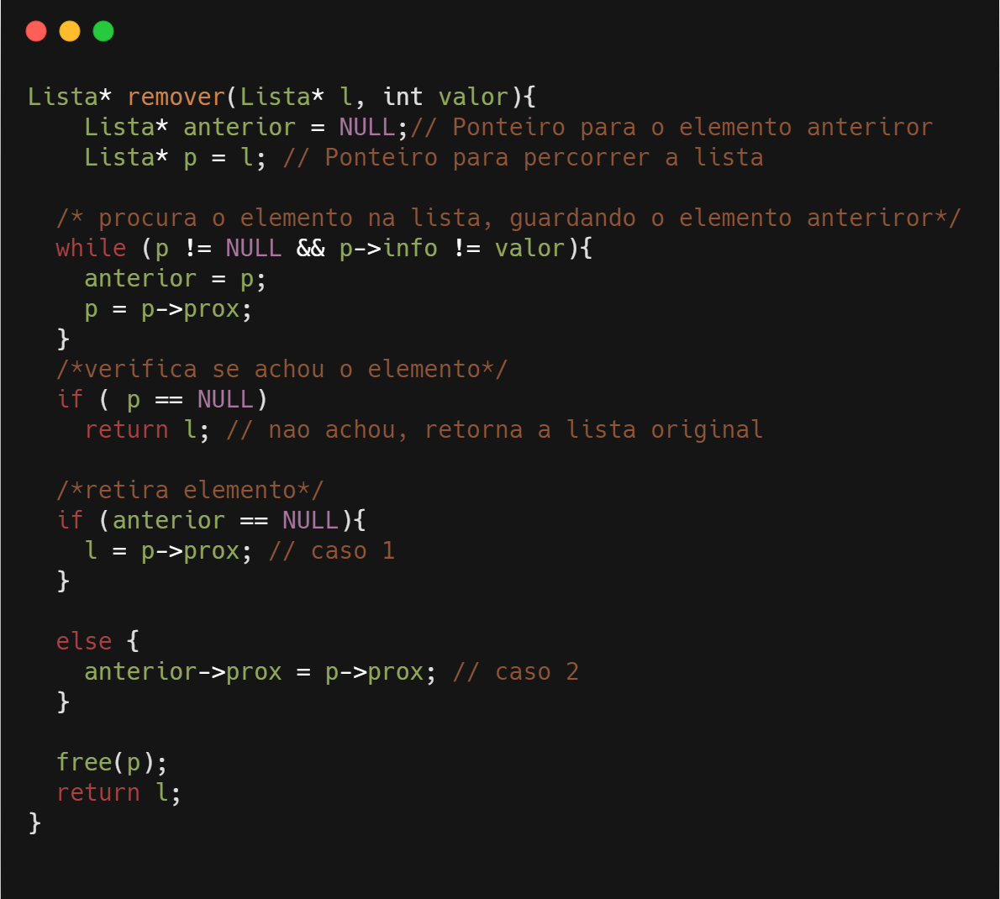 Lista* remover(Lista* l, int valor){
    Lista* anterior = NULL;// Ponteiro para o elemento anteriror
    Lista* p = l; // Ponteiro para percorrer a lista

  /* procura o elemento na lista, guardando o elemento anteriror*/
  while (p != NULL && p->info != valor){
    anterior = p;
    p = p->prox;
  }
  /*verifica se achou o elemento*/
  if ( p == NULL)
    return l; // nao achou, retorna a lista original

  /*retira elemento*/
  if (anterior == NULL){
    l = p->prox; // caso 1
  }

  else {
    anterior->prox = p->prox; // caso 2
  }

  free(p);
  return l;
}